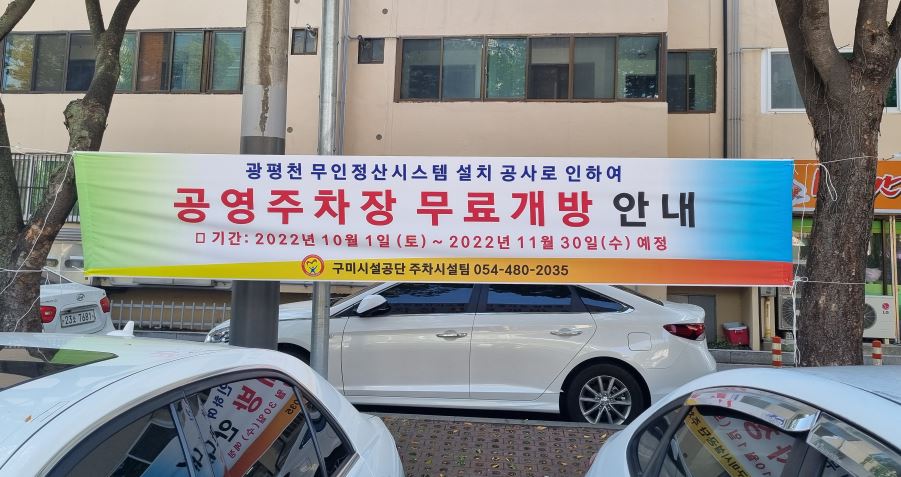 광평천 무인정산시스템 설치 공사로 인하여
공영주차장 무료개방 안내
□ 기간: 2022년 10월 1일 (토) ~ 2022년 11월 30일(수) 예정
구미시설공단 주차시설팀 054-480-2035
LG